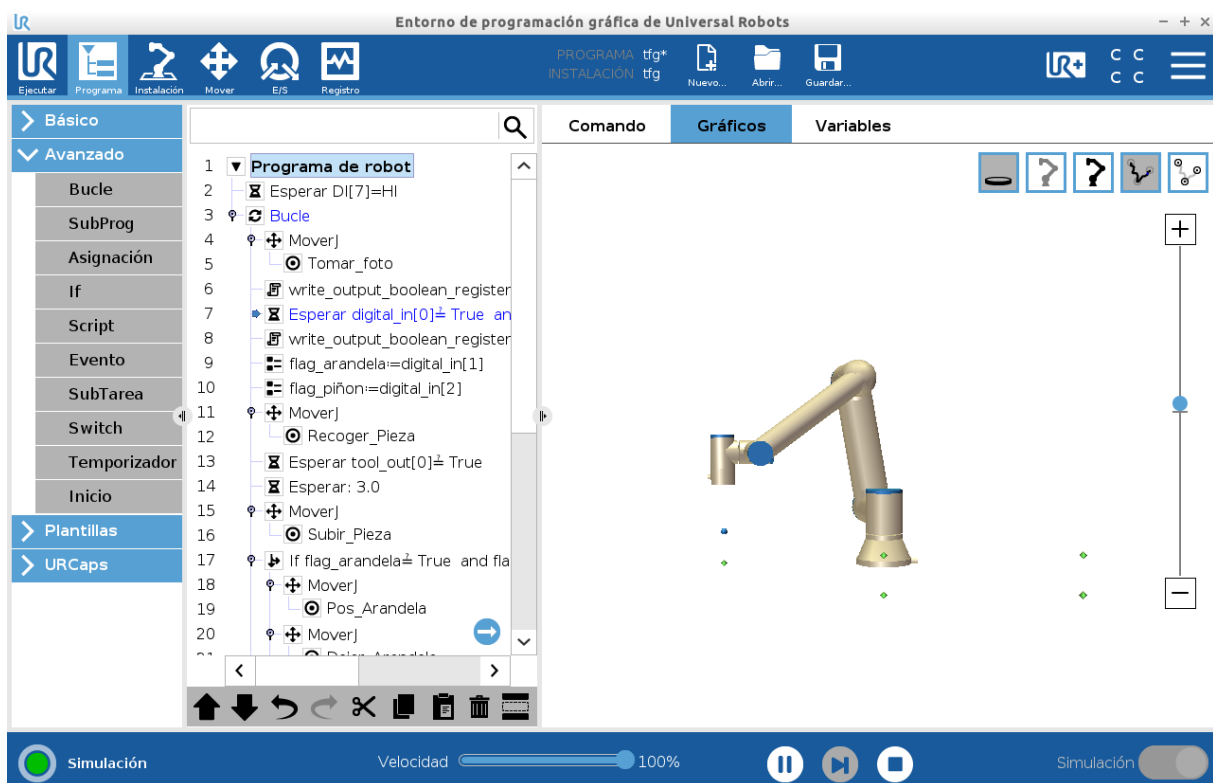 Entorno de programación gráfica de Universal Robots
PROGRAMA tfg*
INSTALACIÓN tfg
Ejecutar
Programa
Instalación
Mover
E/S
Registro
Nuevo...
Abrir...
Guardar...
UR+
C C
C C
Básico
Avanzado
Bucle
SubProg
Asignación
If
Script
Evento
SubTarea
Switch
Temporizador
Inicio
Plantillas
URCaps
1 Programa de robot
2 Esperar DI[7]=HI
3 Bucle
4 MoverJ
5 Tomar_foto
6 write_output_boolean_register
7 Esperar digital_in[0]≟ True an
8 write_output_boolean_register
9 flag_arandela≔digital_in[1]
10 flag_piñon≔digital_in[2]
11 MoverJ
12 Recoger_Pieza
13 Esperar tool_out[0]≟ True
14 Esperar: 3.0
15 MoverJ
16 Subir_Pieza
17 If flag_arandela≟ True and fla
18 MoverJ
19 Pos_Arandela
20 MoverJ
Comando
Gráficos
Variables
Simulación
Velocidad
100%
Simulación